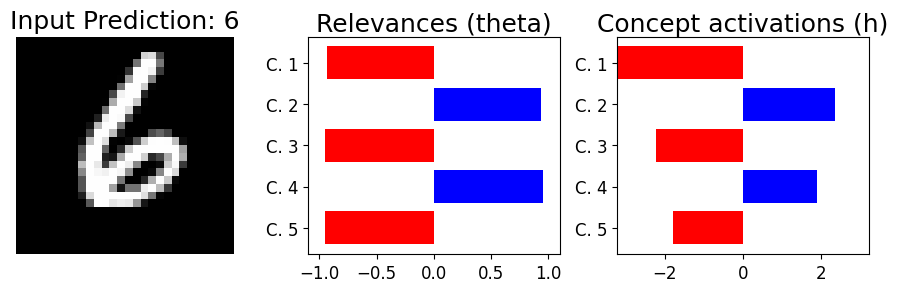 Input Prediction: 6
6
Relevances (theta)
C. 1
C. 2
C. 3
C. 4
C. 5
−1.0 −0.5 0.0 0.5 1.0
Concept activations (h)
C. 1
C. 2
C. 3
C. 4
C. 5
−2 0 2